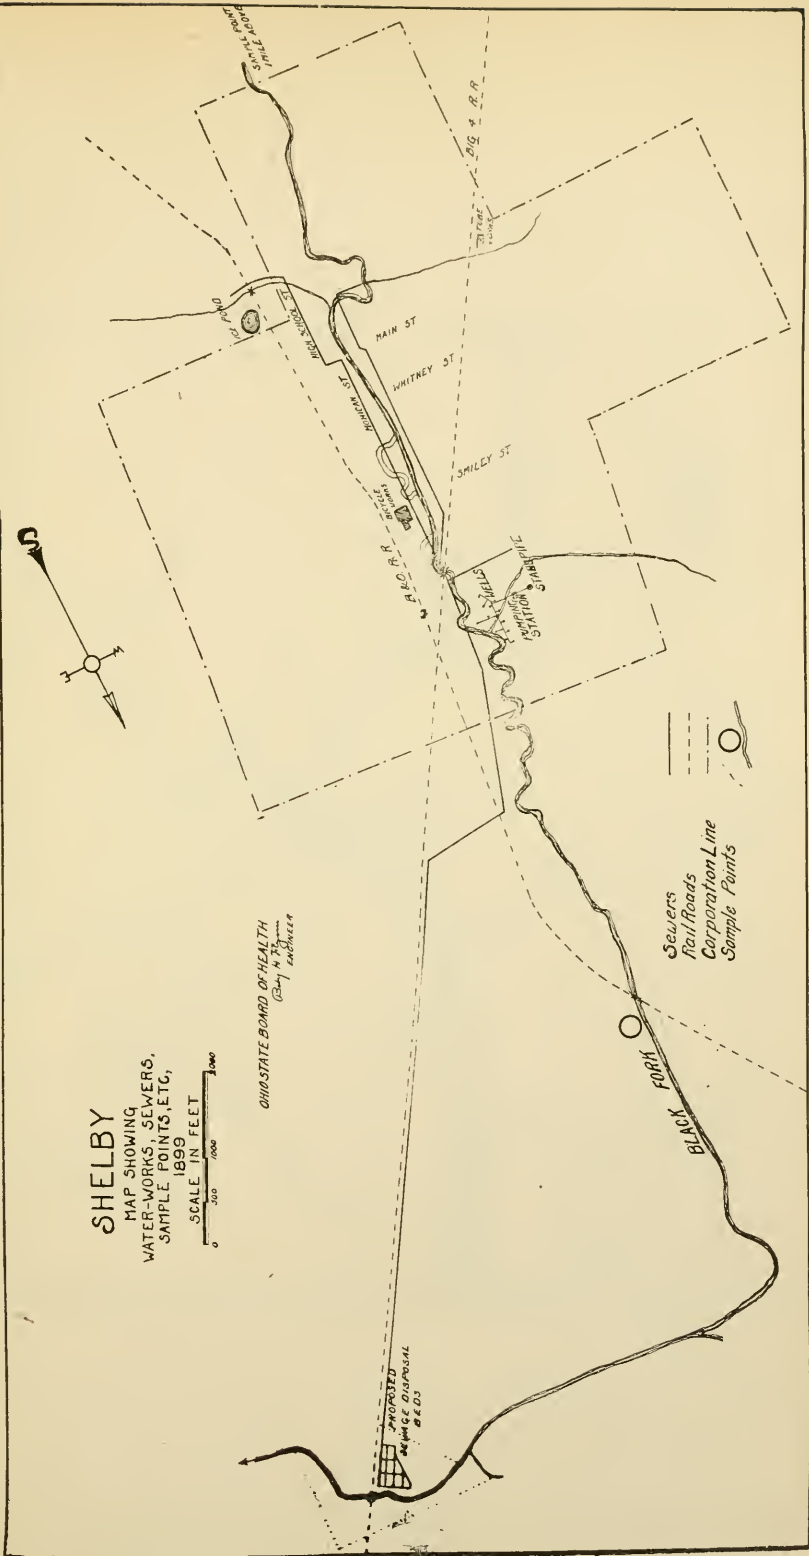 SHELBY
MAP SHOWING
WATER-WORKS, SEWERS,
SAMPLE POINTS, ETC,
1899
SCALE IN FEET
0 500 1000 2000
OHIO STATE BOARD OF HEALTH
ENGINEER
Sewers
Rail Roads
Corporation Line
Sample Points
SAMPLE POINT
1 MILE ABOVE
BIG 4 R.R
ICE POND
HIGH SCHOOL ST
MOHICAN ST
MAIN ST
WHITNEY ST
SMILEY ST
BICYCLE
WORKS
B & O. R R
WELLS
PUMPING
STATION
STANDPIPE
TUBE
WORKS
BLACK FORK
PROPOSED
SEWAGE DISPOSAL
BEDS
S